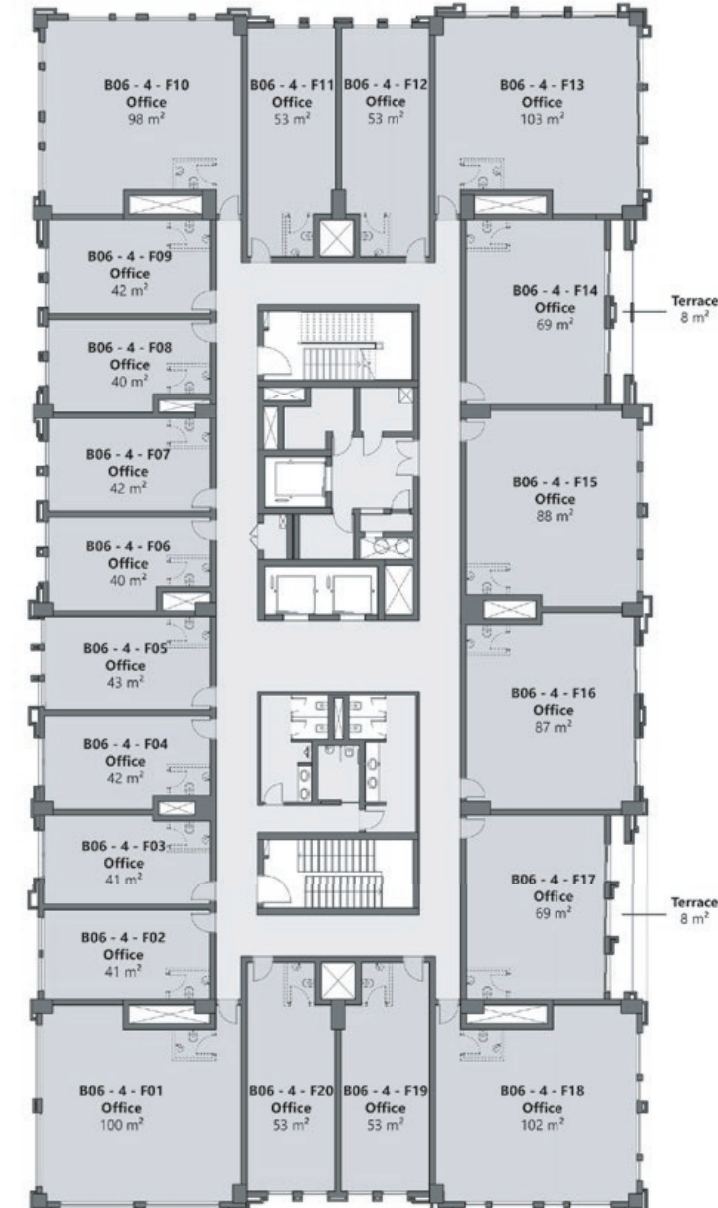 B06 - 4 - F10
Office
98 m²
B06 - 4 - F11
Office
53 m²
B06 - 4 - F12
Office
53 m²
B06 - 4 - F13
Office
103 m²
B06 - 4 - F09
Office
42 m²
B06 - 4 - F14
Office
69 m²
Terrace
8 m²
B06 - 4 - F08
Office
40 m²
B06 - 4 - F07
Office
42 m²
B06 - 4 - F15
Office
88 m²
B06 - 4 - F06
Office
40 m²
B06 - 4 - F05
Office
43 m²
B06 - 4 - F16
Office
87 m²
B06 - 4 - F04
Office
42 m²
B06 - 4 - F03
Office
41 m²
B06 - 4 - F17
Office
69 m²
Terrace
8 m²
B06 - 4 - F02
Office
41 m²
B06 - 4 - F01
Office
100 m²
B06 - 4 - F20
Office
53 m²
B06 - 4 - F19
Office
53 m²
B06 - 4 - F18
Office
102 m²